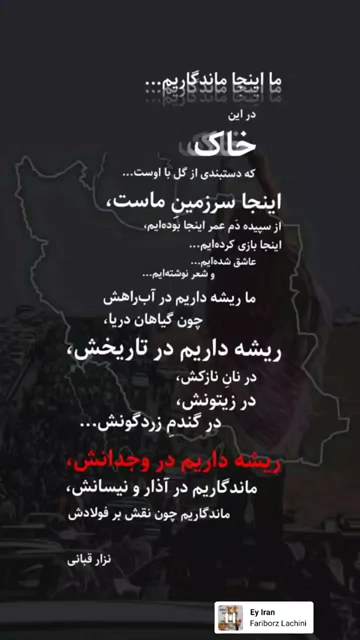 ما اینجا ماندگاریم...
در این
خاک
که دستبندی از گل با اوست...
اینجا سرزمینِ ماست،
از سپیده دَم عمر اینجا بوده‌ایم،
اینجا بازی کرده‌ایم...
عاشق شده‌ایم...
و شعر نوشته‌ایم...
ما ریشه داریم در آب‌راهش
چون گیاهان دریا،
ریشه داریم در تاریخش،
در نانِ نازکش،
در زیتونش،
در گندمِ زردگونش...
ریشه داریم در وجدانش،
ماندگاریم در آذار و نیسانش،
ماندگاریم چون نقش بر فولادش
نزار قبانی
Ey Iran
Fariborz Lachini